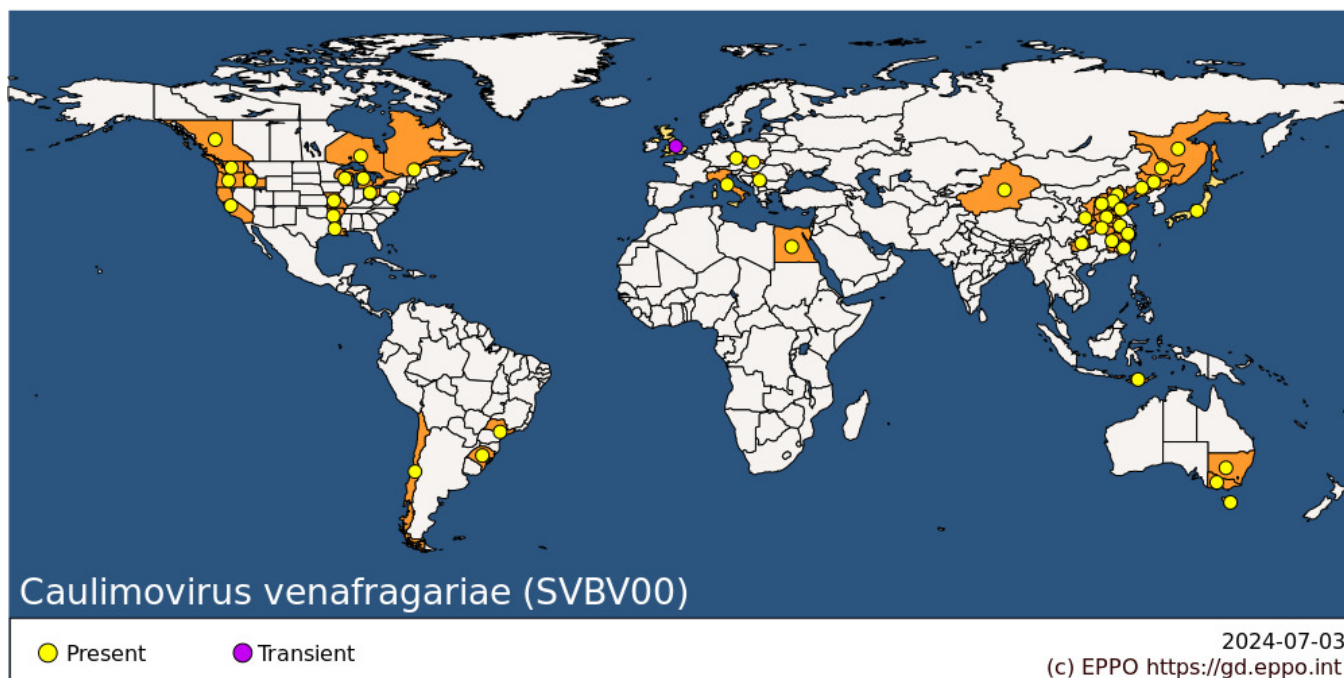 Caulimovirus venafragariae (SVBV00)
Present
Transient
2024-07-03
(c) EPPO https://gd.eppo.int